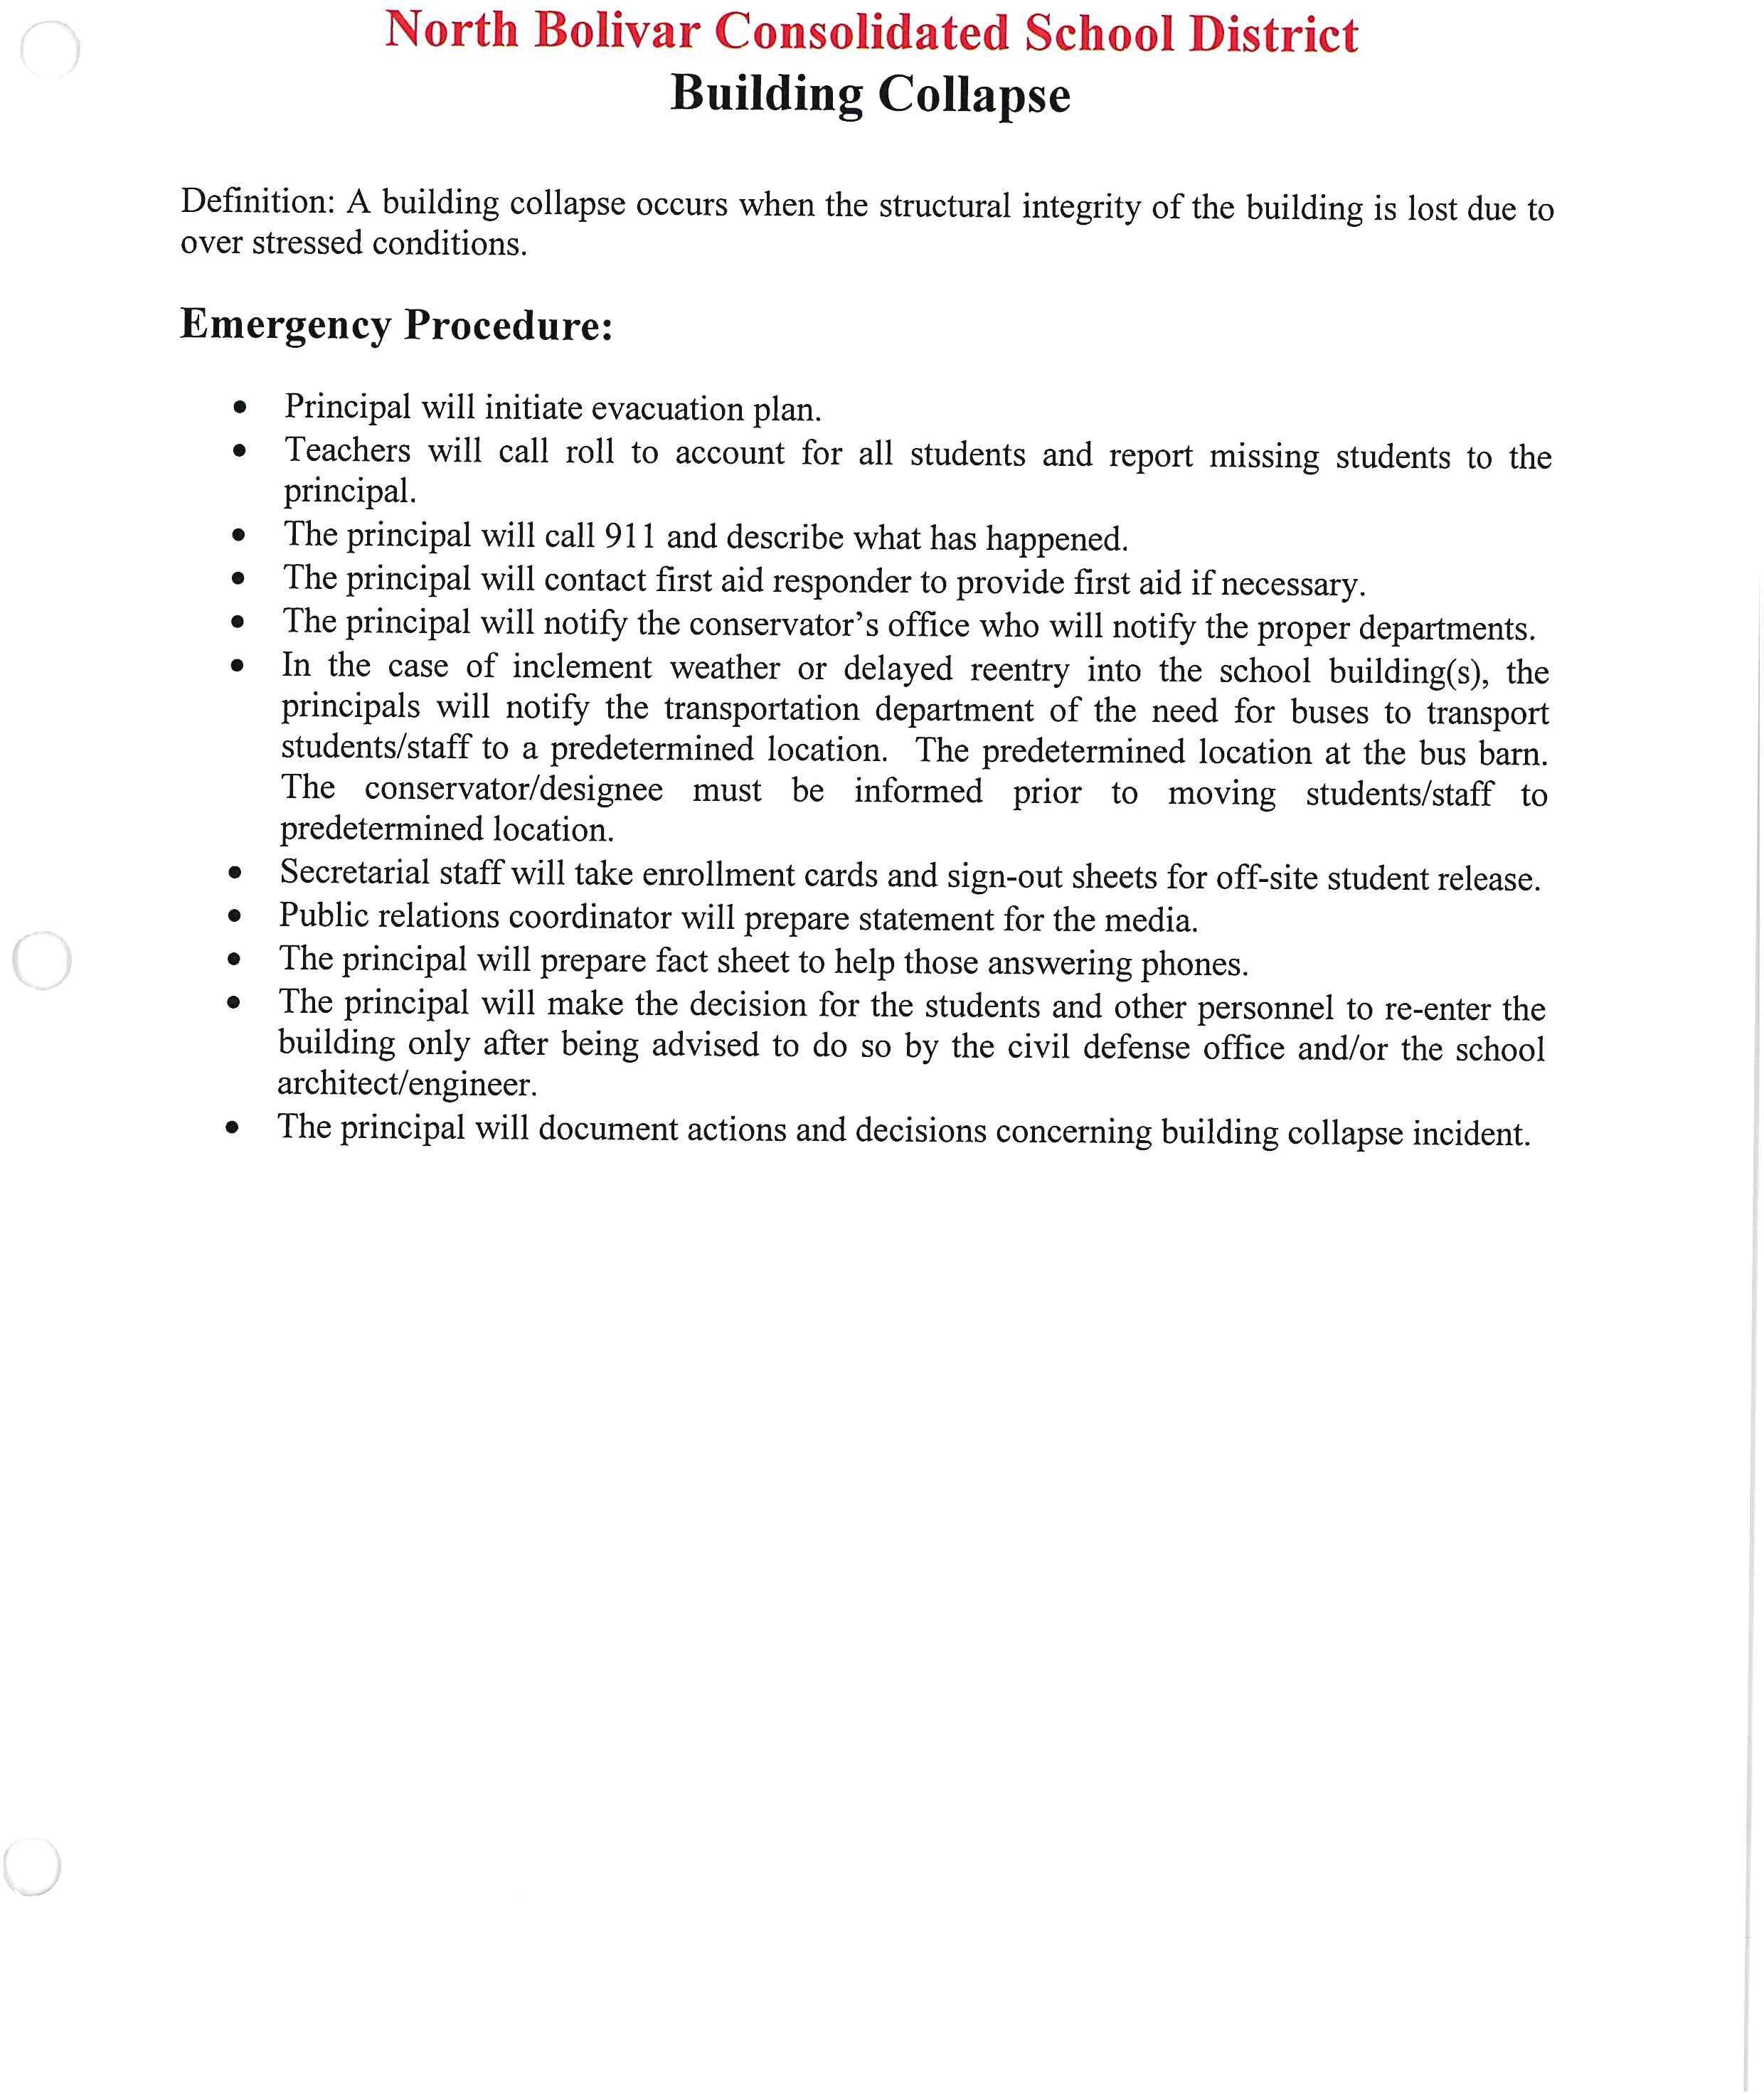 North Bolivar Consolidated School District
Building Collapse
Definition: A building collapse occurs when the structural integrity of the building is lost due to
over stressed conditions.
Emergency Procedure:
• Principal will initiate evacuation plan.
• Teachers will call roll to account for all students and report missing students to the
principal.
• The principal will call 911 and describe what has happened.
• The principal will contact first aid responder to provide first aid if necessary.
• The principal will notify the conservator's office who will notify the proper departments.
• In the case of inclement weather or delayed reentry into the school building(s), the
principals will notify the transportation department of the need for buses to transport
students/staff to a predetermined location. The predetermined location at the bus barn.
The conservator/designee must be informed prior to moving students/staff to
predetermined location.
• Secretarial staff will take enrollment cards and sign-out sheets for off-site student release.
• Public relations coordinator will prepare statement for the media.
• The principal will prepare fact sheet to help those answering phones.
• The principal will make the decision for the students and other personnel to re-enter the
building only after being advised to do so by the civil defense office and/or the school
architect/engineer.
• The principal will document actions and decisions concerning building collapse incident.